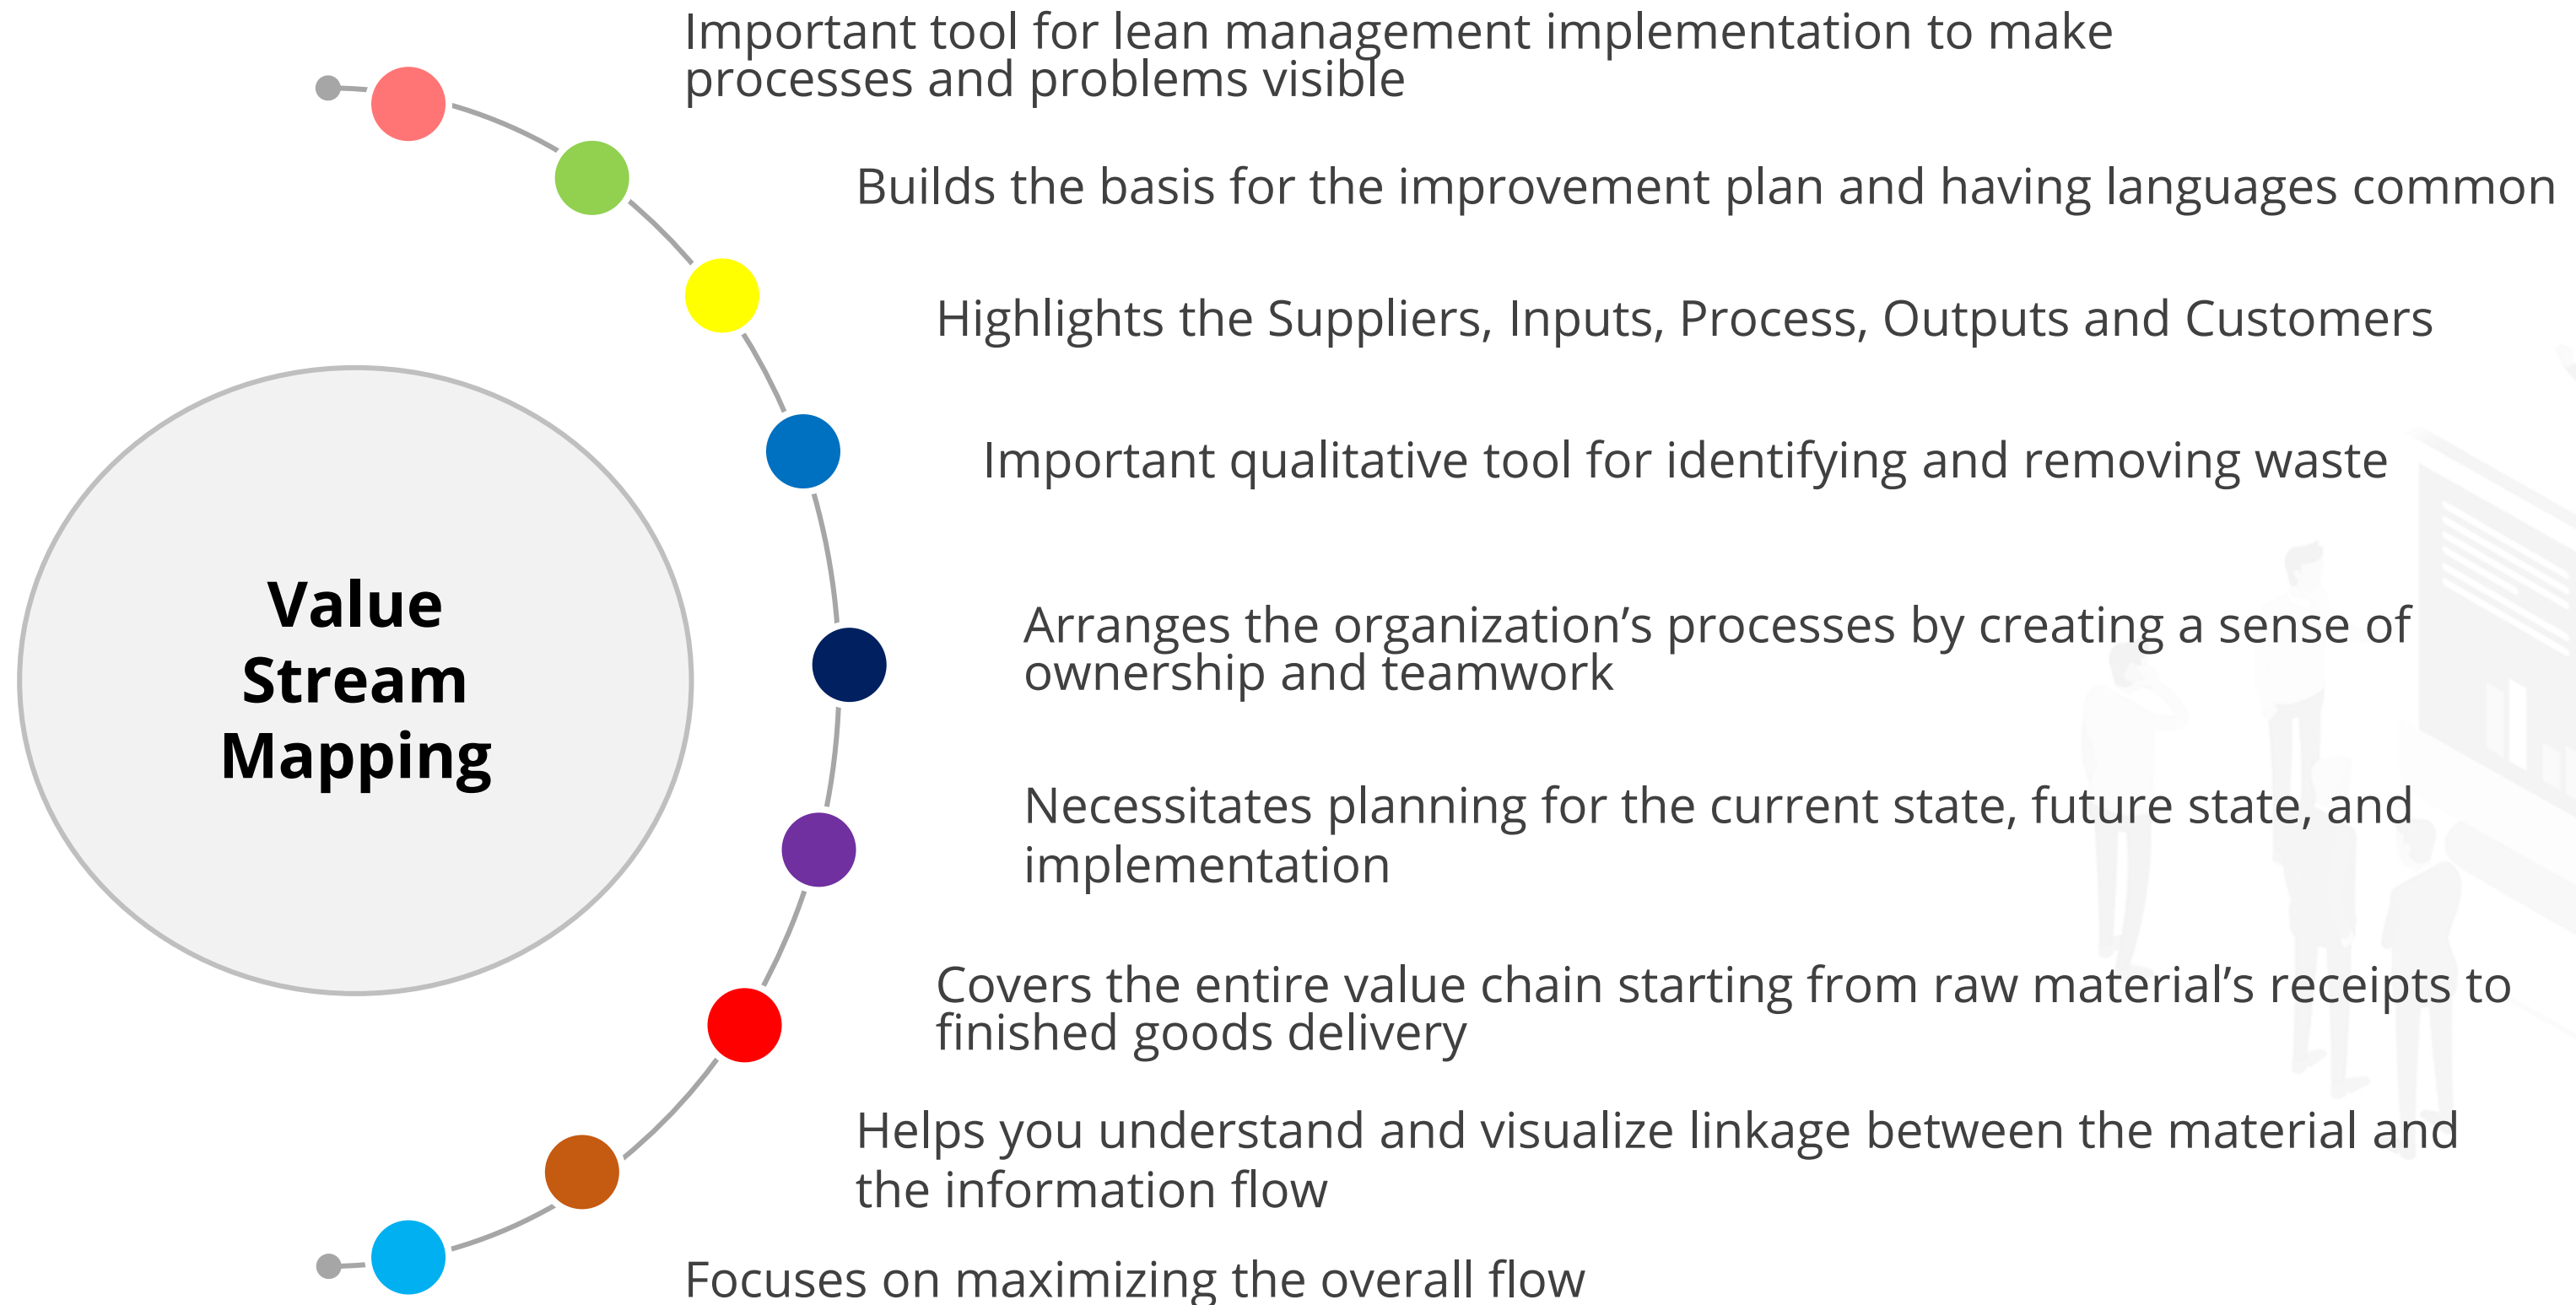 Important tool for lean management implementation to make
processes and problems visible
Builds the basis for the improvement plan and having languages common
Highlights the Suppliers, Inputs, Process, Outputs and Customers
Important qualitative tool for identifying and removing waste
Value
Stream
Mapping
Arranges the organization’s processes by creating a sense of
ownership and teamwork
Necessitates planning for the current state, future state, and
implementation
Covers the entire value chain starting from raw material’s receipts to
finished goods delivery
Helps you understand and visualize linkage between the material and
the information flow
Focuses on maximizing the overall flow